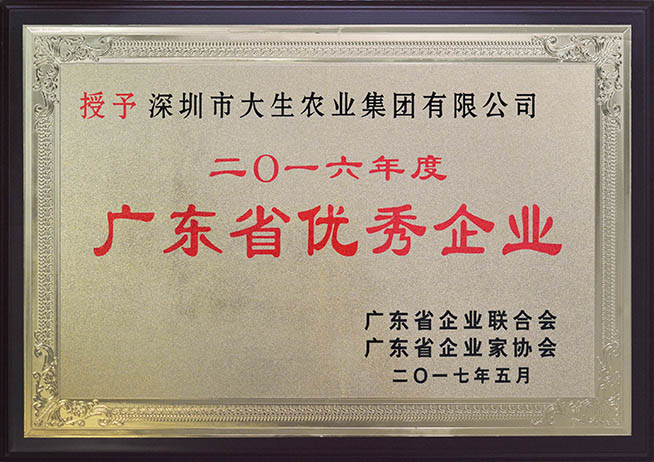 授予 深圳市大生农业集团有限公司
二〇一六年度
广东省优秀企业
广东省企业联合会
广东省企业家协会
二〇一七年五月